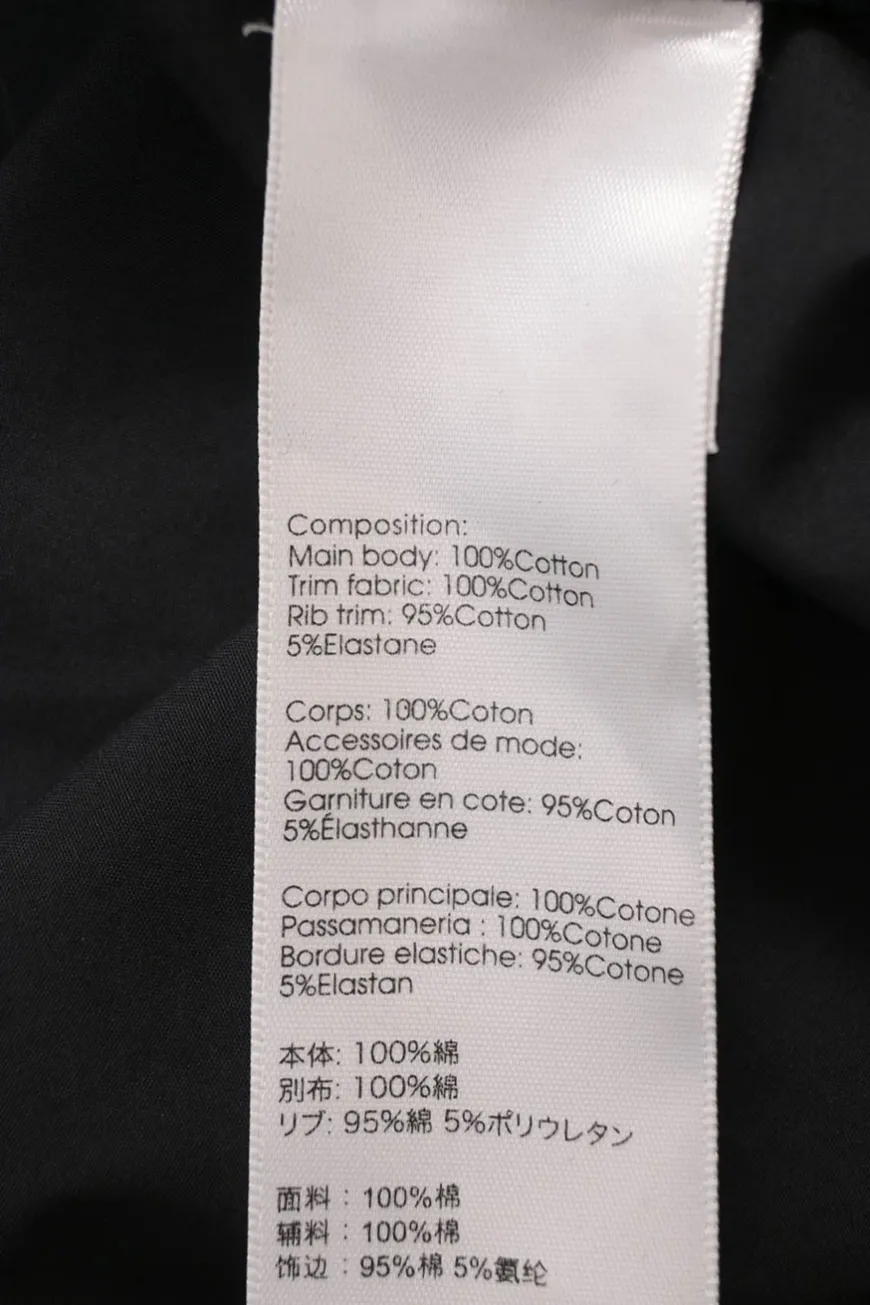 Composition:
Main body: 100%Cotton
Trim fabric: 100%Cotton
Rib trim: 95%Cotton
5%Elastane
Corps: 100%Coton
Accessoires de mode:
100%Coton
Garniture en cote: 95%Coton
5%Élasthanne
Corpo principale: 100%Cotone
Passamaneria : 100%Cotone
Bordure elastiche: 95%Cotone
5%Elastan
本体: 100%綿
別布: 100%綿
リブ: 95%綿 5%ポリウレタン
面料：100%棉
辅料：100%棉
饰边：95%棉 5%氨纶